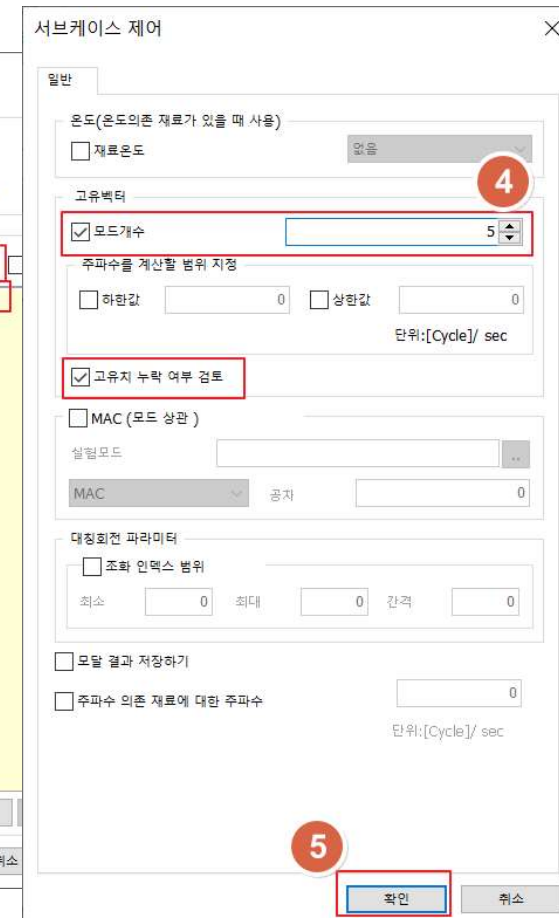 서브케이스 제어
일반
온도(온도의존 재료가 있을 때 사용)
재료온도 없음
4
고유벡터
모드개수 5
주파수를 계산할 범위 지정
하한값 0 상한값 0
단위:[Cycle]/ sec
고유치 누락 여부 검토
MAC (모드 상관 )
실험모드 ..
MAC 공차 0
대칭회전 파라미터
조화 인덱스 범위
최소 0 최대 0 간격 0
모달 결과 저장하기
주파수 의존 재료에 대한 주파수 0
단위:[Cycle]/ sec
5
확인 취소